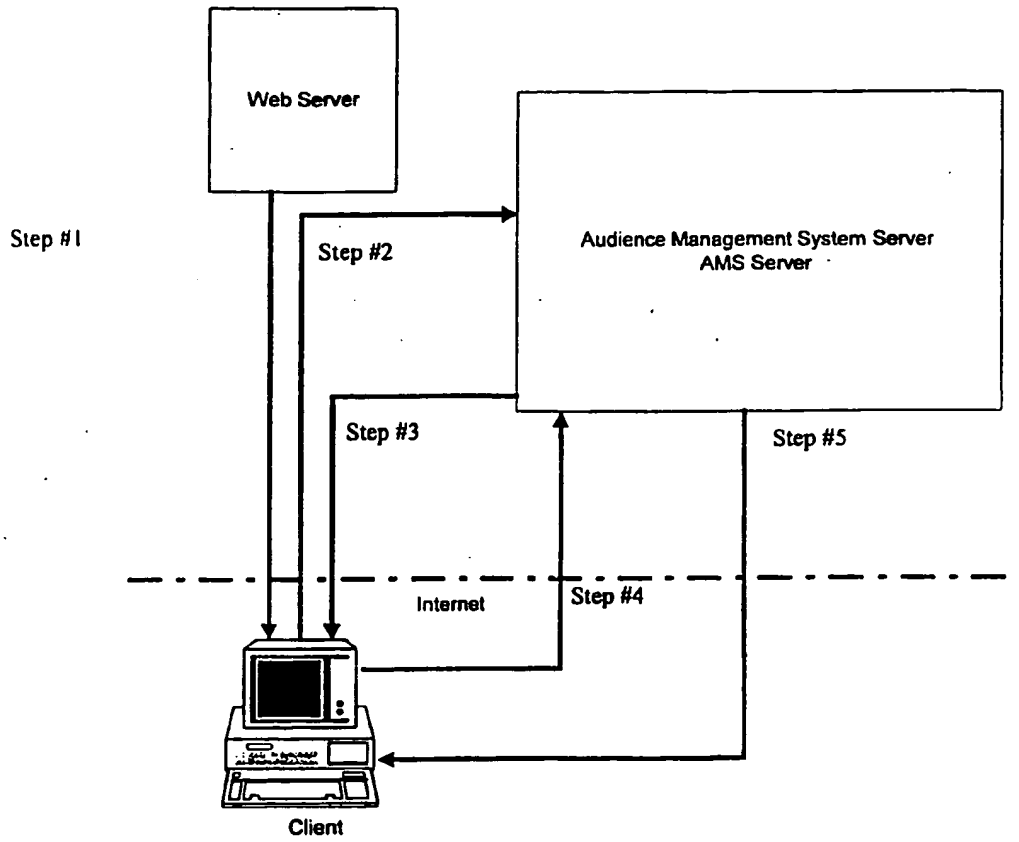 Web Server
Audience Management System Server
AMS Server
Step #1
Step #2
Step #3
Step #5
Internet
Step #4
Client